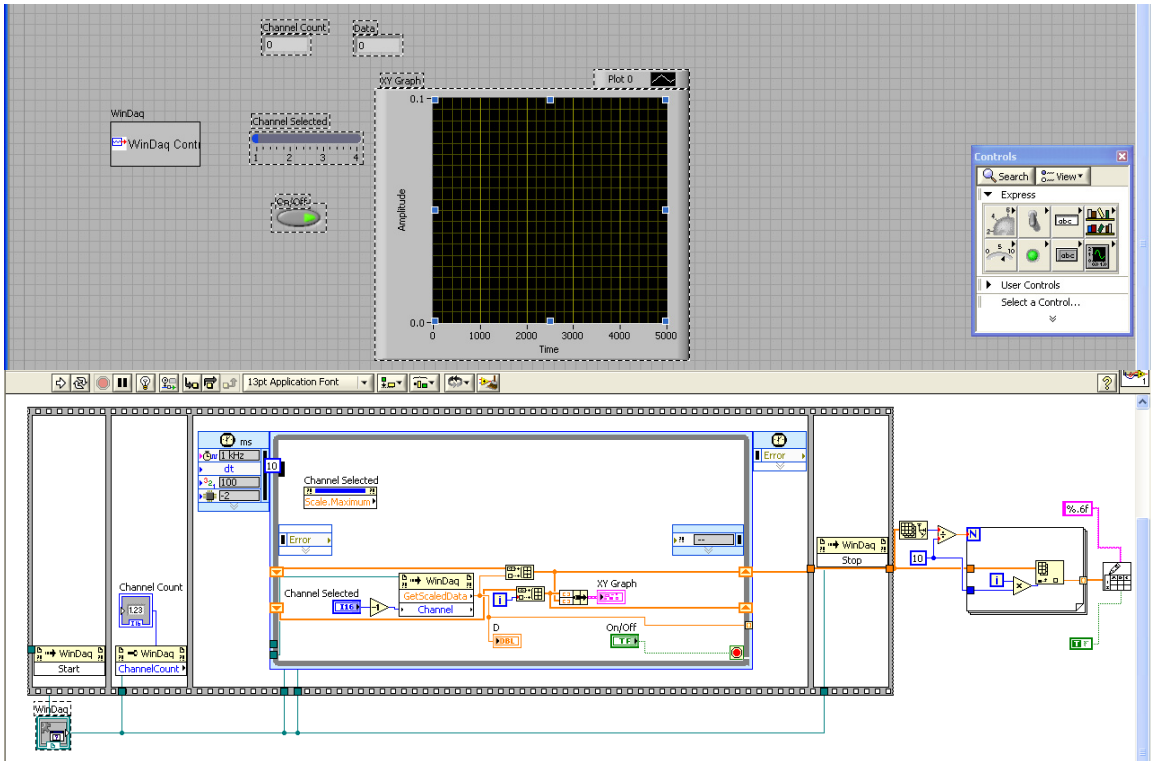 Channel Count
0
Data
0
XY Graph
Plot 0
WinDaq
WinDaq Conti
Channel Selected
1 2 3 4
On/Off
0.1
Amplitude
0.0
0 1000 2000 3000 4000 5000
Time
Controls
Search View
Express
User Controls
Select a Control...
13pt Application Font
?
1
ms
1 kHz
dt
100
-2
10
Channel Selected
Scale.Maximum
Error
Error
--
WinDaq
Stop
%.6f
10
N
i
Channel Count
1.23
WinDaq
Start
WinDaq
ChannelCount
Channel Selected
I16
-1
WinDaq
GetScaledData
Channel
i
XY Graph
D
DBL
On/Off
TF
T F
WinDaq